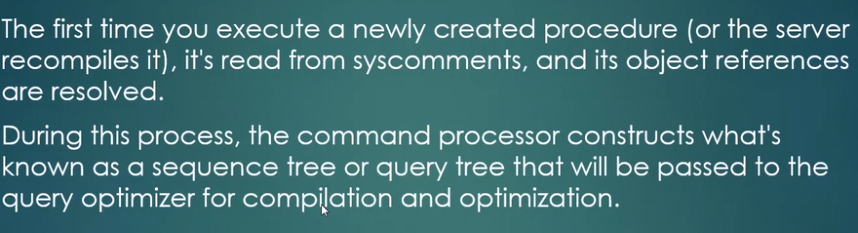 The first time you execute a newly created procedure (or the server
recompiles it), it's read from syscomments, and its object references
are resolved.
During this process, the command processor constructs what's
known as a sequence tree or query tree that will be passed to the
query optimizer for compilation and optimization.